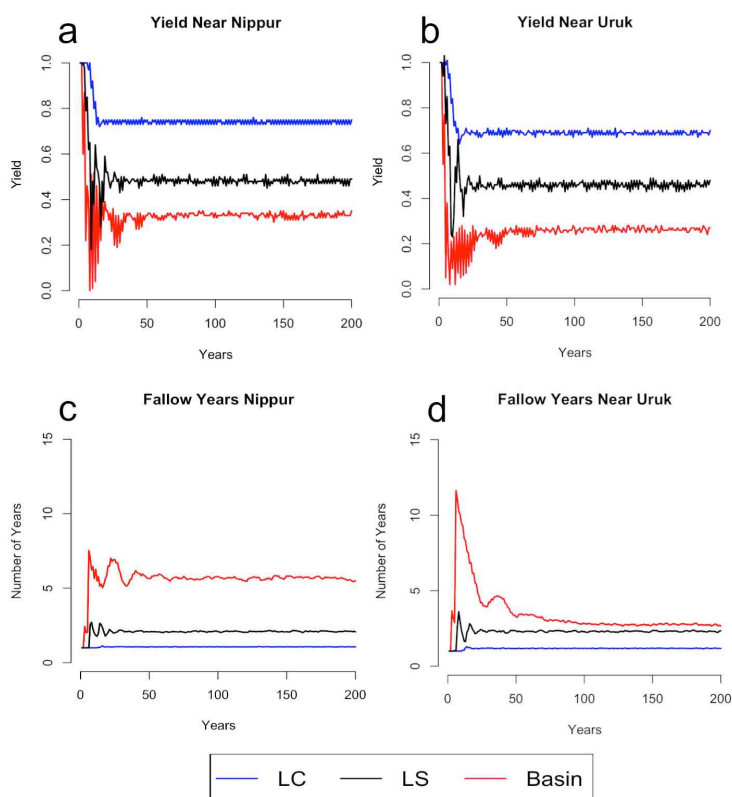 a
Yield Near Nippur
1.0
0.8
0.6
0.4
0.2
0.0
Yield
0 50 100 150 200
Years
b
Yield Near Uruk
1.0
0.8
0.6
0.4
0.2
0.0
Yield
0 50 100 150 200
Years
c
Fallow Years Nippur
15
10
5
0
Number of Years
0 50 100 150 200
Years
d
Fallow Years Near Uruk
15
10
5
0
Number of Years
0 50 100 150 200
Years
LC LS Basin